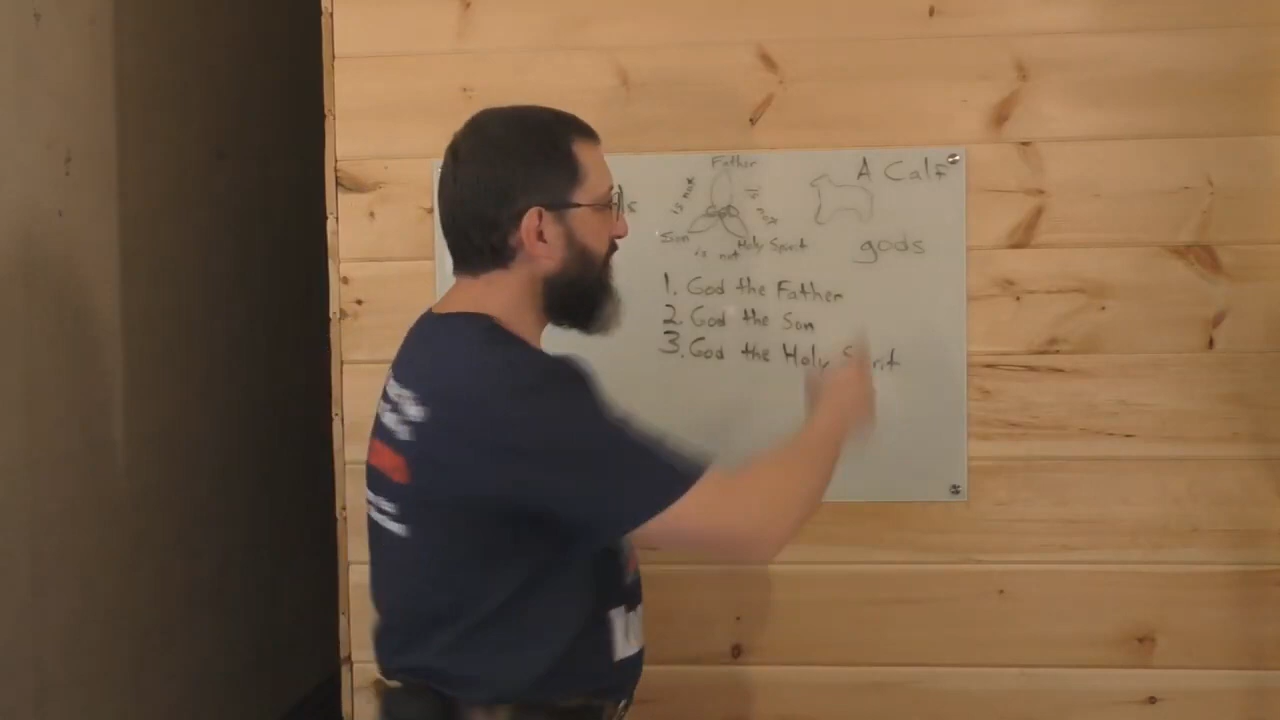 Father
A Calf
is not
is not
Son
Holy Spirit
is not
gods
1. God the Father
2. God the Son
3. God the Holy Spirit